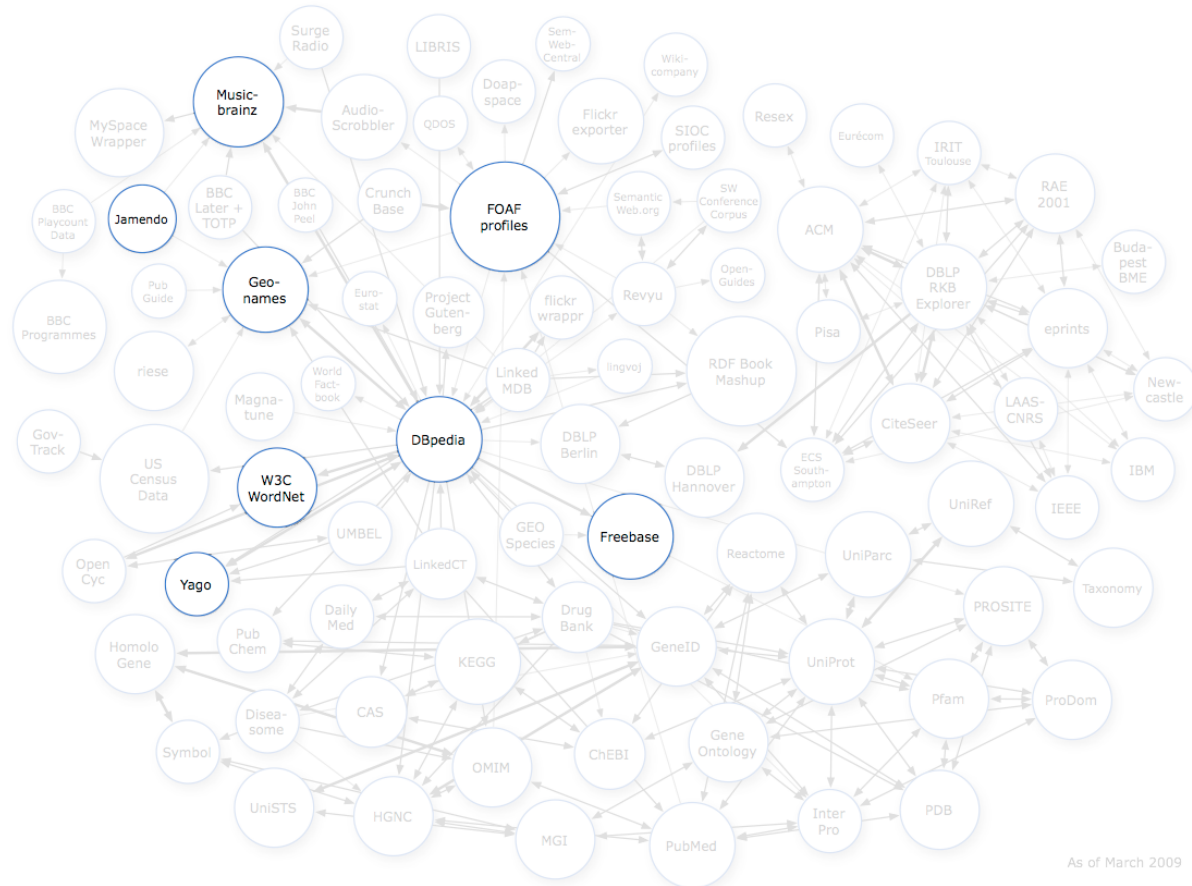 Surge
Radio
LIBRIS
Sem-
Web-
Central
Wiki-
company
Music-
brainz
Doap-
space
MySpace
Wrapper
Audio-
Scrobbler
QDOS
Flickr
exporter
SIOC
profiles
Resex
Eurécom
IRIT
Toulouse
RAE
2001
BBC
Playcount
Data
Jamendo
BBC
Later +
TOTP
BBC
John
Peel
Crunch
Base
FOAF
profiles
Semantic
Web.org
SW
Conference
Corpus
ACM
Buda-
pest
BME
Pub
Guide
Geo-
names
Euro-
stat
Project
Guten-
berg
flickr
wrappr
Revyu
Open-
Guides
DBLP
RKB
Explorer
BBC
Programmes
Pisa
eprints
riese
World
Fact-
book
Linked
MDB
lingvoj
RDF Book
Mashup
New-
castle
Magna-
tune
LAAS-
CNRS
CiteSeer
Gov-
Track
DBpedia
DBLP
Berlin
US
Census
Data
W3C
WordNet
DBLP
Hannover
ECS
South-
ampton
IBM
UniRef
IEEE
UMBEL
GEO
Species
Freebase
Reactome
UniParc
Open
Cyc
Yago
LinkedCT
Taxonomy
Daily
Med
Drug
Bank
PROSITE
Homolo
Gene
Pub
Chem
KEGG
GeneID
UniProt
Pfam
ProDom
CAS
Disea-
some
Symbol
Gene
Ontology
ChEBI
OMIM
UniSTS
HGNC
MGI
PubMed
Inter
Pro
PDB
As of March 2009